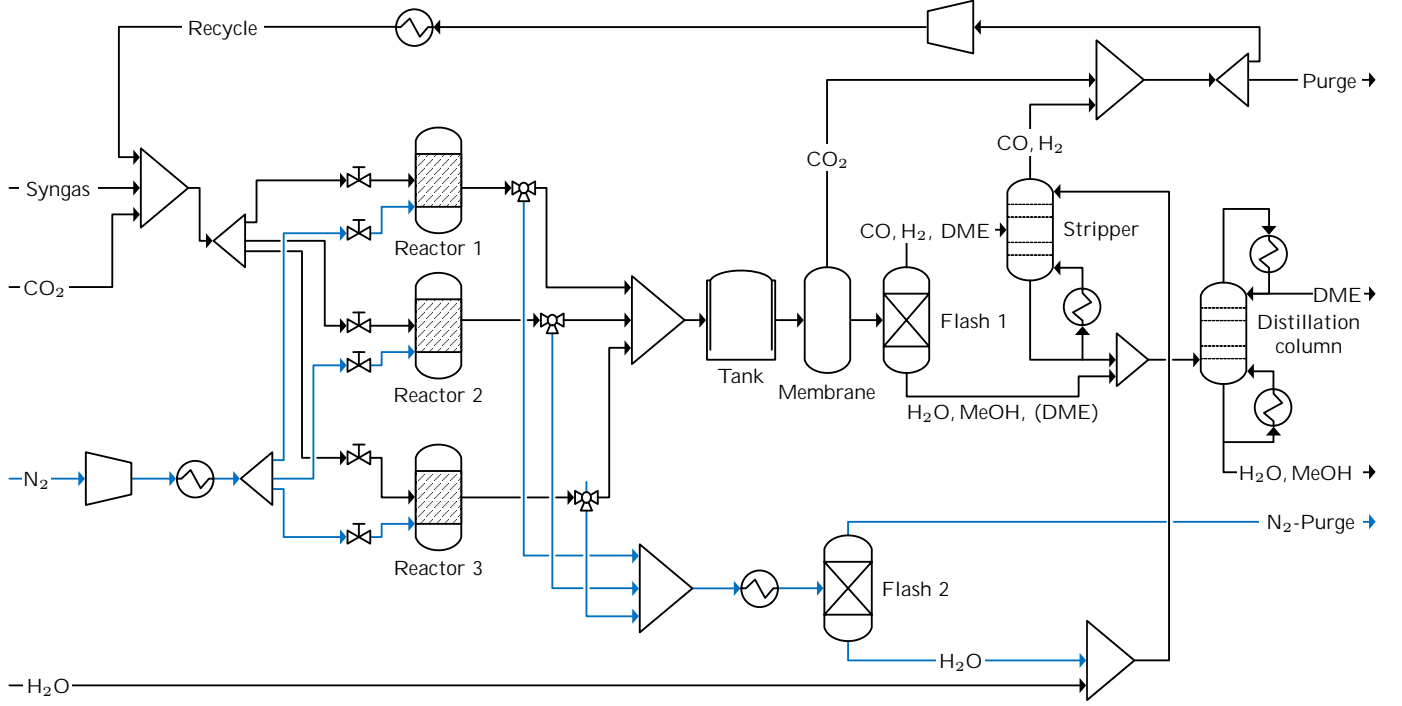 Recycle
Purge
CO, H₂
CO₂
Syngas
Reactor 1
CO, H₂, DME
Stripper
CO₂
DME
Flash 1
Distillation
column
Tank
Membrane
Reactor 2
H₂O, MeOH, (DME)
N₂
H₂O, MeOH
N₂-Purge
Reactor 3
Flash 2
H₂O
H₂O